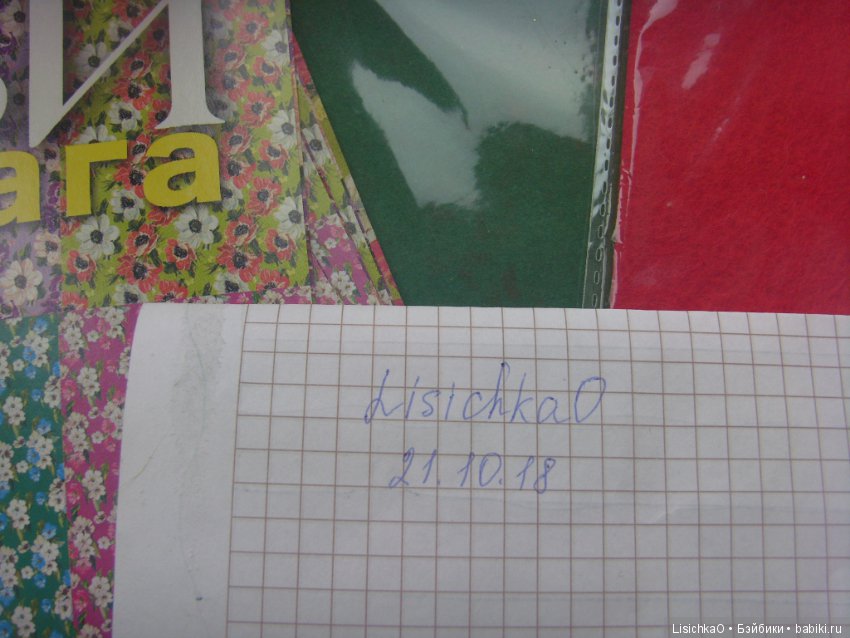 И
ага
LisichkaO
21.10.18
LisichkaO • Бэйбики • babiki.ru